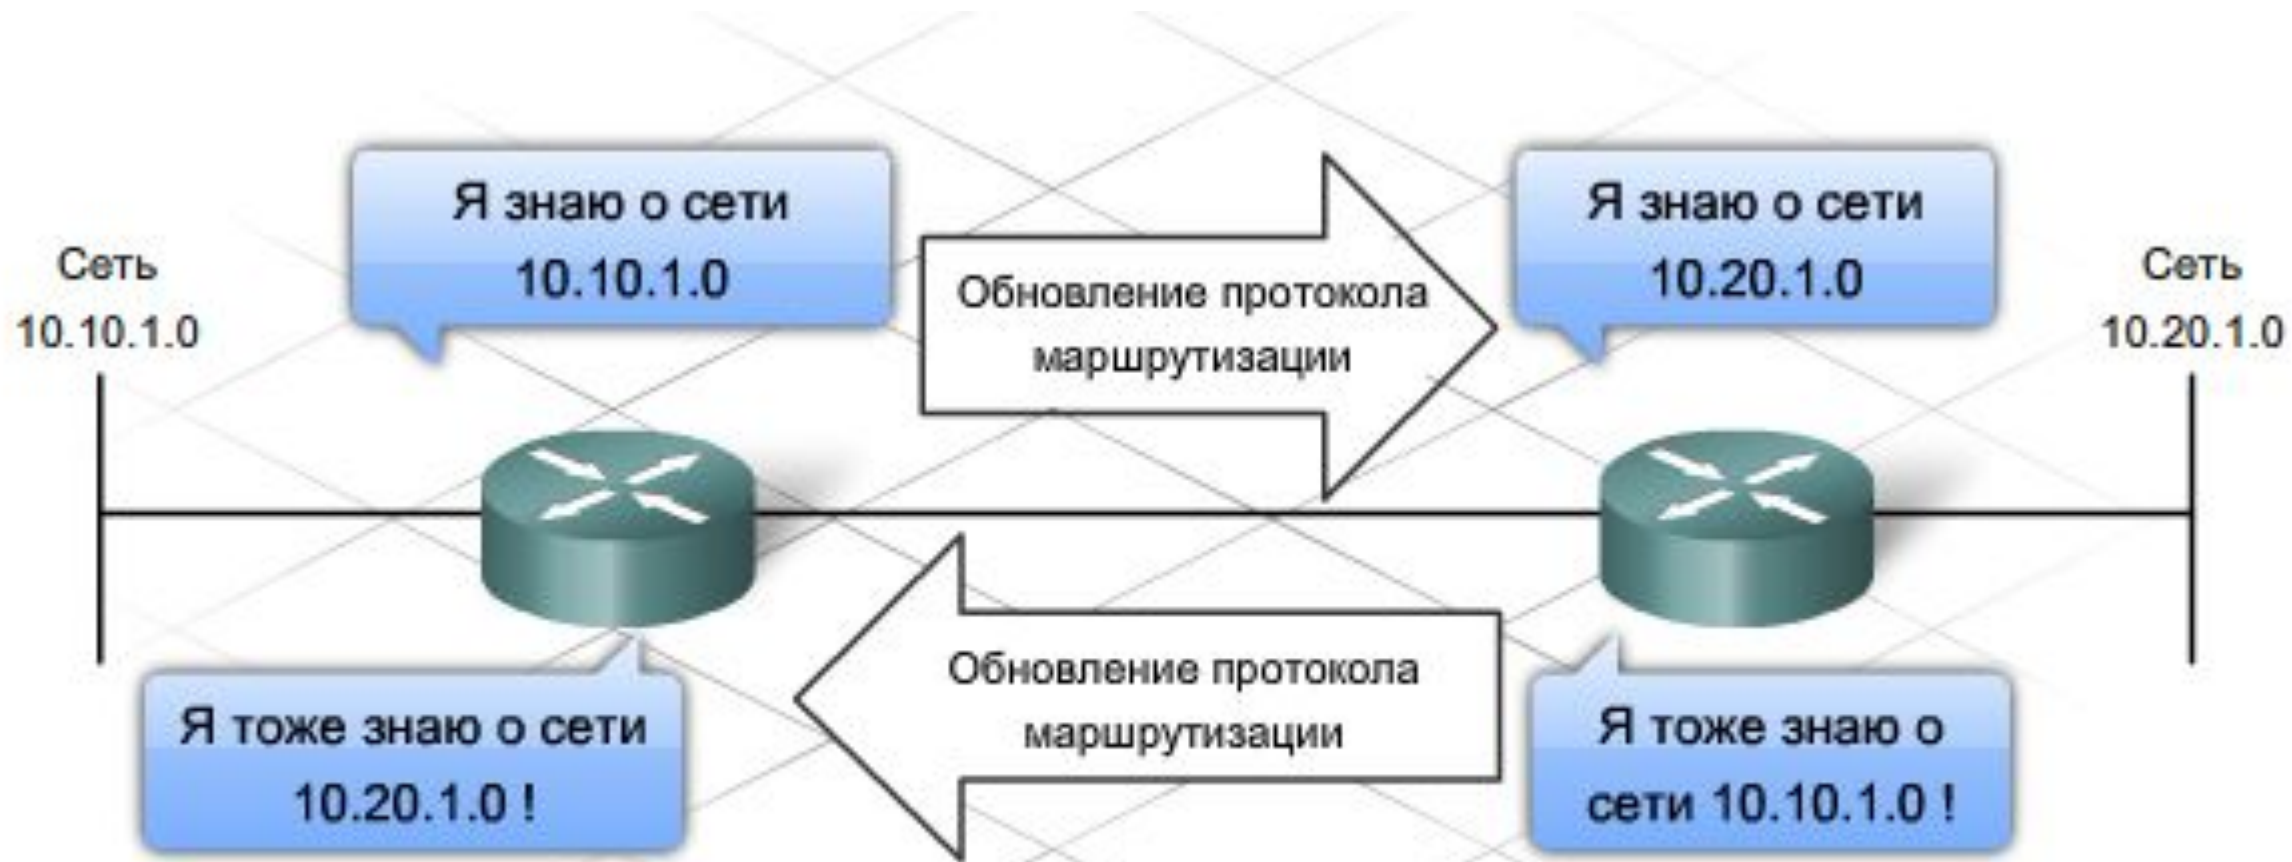 Сеть
10.10.1.0
Я знаю о сети
10.10.1.0
Обновление протокола
маршрутизации
Я знаю о сети
10.20.1.0
Сеть
10.20.1.0
Я тоже знаю о сети
10.20.1.0 !
Обновление протокола
маршрутизации
Я тоже знаю о
сети 10.10.1.0 !